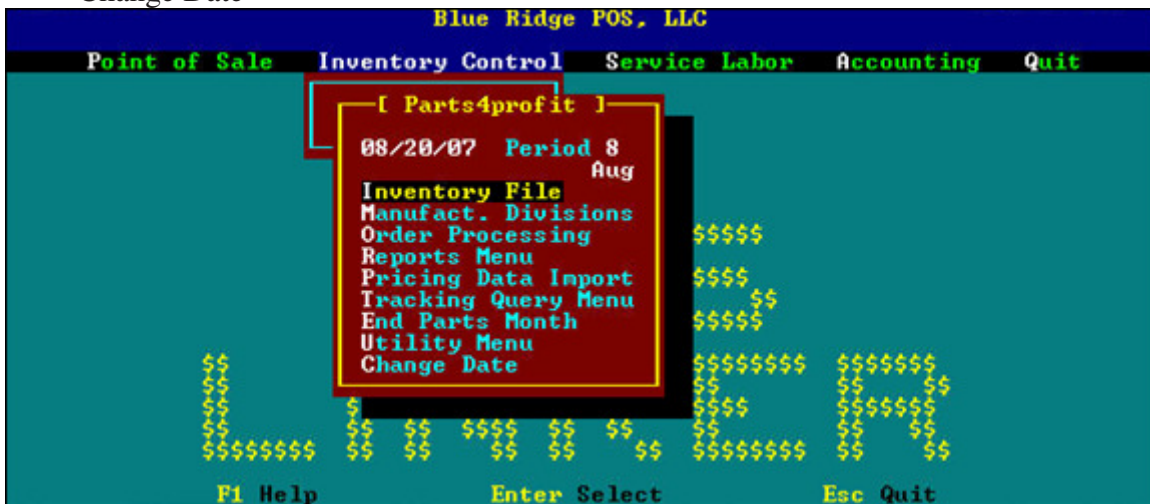 Change Date
Blue Ridge POS, LLC
Point of Sale Inventory Control Service Labor Accounting Quit
[ Parts4profit ]
08/20/07 Period 8
Aug
Inventory File
Manufact. Divisions
Order Processing
Reports Menu
Pricing Data Import
Tracking Query Menu
End Parts Month
Utility Menu
Change Date
F1 Help Enter Select Esc Quit